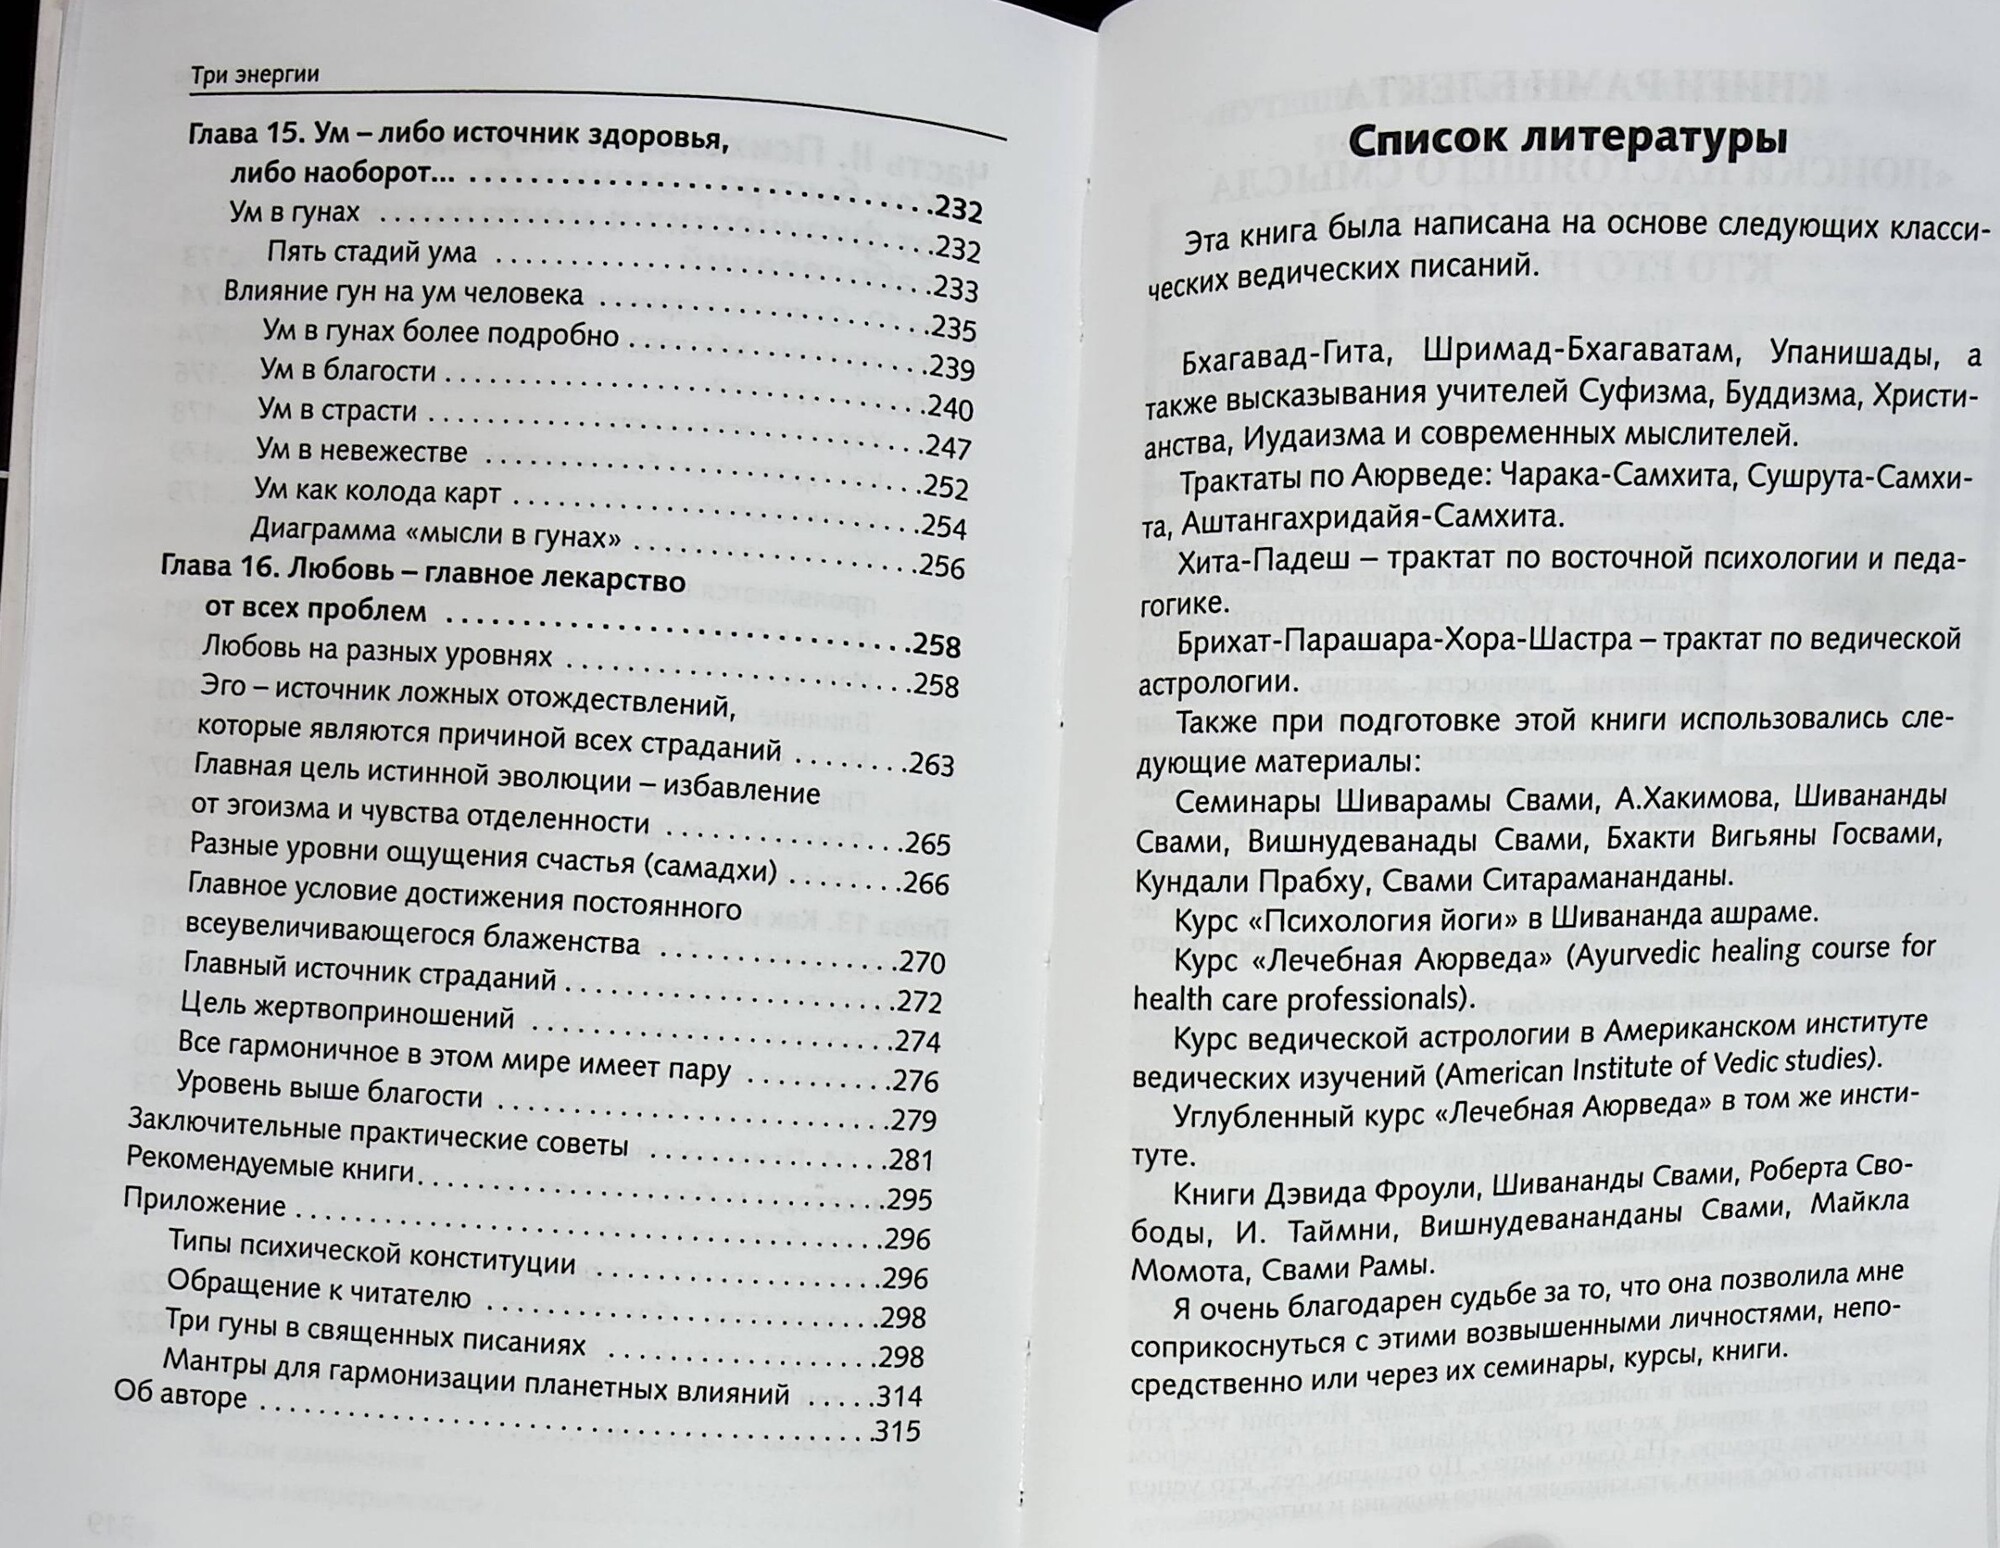 Три энергии
Глава 15. Ум – либо источник здоровья,
либо наоборот... ........................232
Ум в гунах ........................232
Пять стадий ума ........................233
Влияние гун на ум человека ........................235
Ум в гунах более подробно ........................239
Ум в благости ........................240
Ум в страсти ........................247
Ум в невежестве ........................252
Ум как колода карт ........................254
Диаграмма «мысли в гунах» ........................256
Глава 16. Любовь – главное лекарство
от всех проблем ........................258
Любовь на разных уровнях ........................258
Эго – источник ложных отождествлений,
которые являются причиной всех страданий ........263
Главная цель истинной эволюции – избавление
от эгоизма и чувства отделенности ................265
Разные уровни ощущения счастья (самадхи) ........266
Главное условие достижения постоянного
всеувеличивающегося блаженства ................270
Главный источник страданий ................272
Цель жертвоприношений ................274
Все гармоничное в этом мире имеет пару ..........276
Уровень выше благости ........................279
Заключительные практические советы ................281
Рекомендуемые книги ........................295
Приложение ........................296
Типы психической конституции ................296
Обращение к читателю ........................298
Три гуны в священных писаниях ................298
Мантры для гармонизации планетных влияний ......314
Об авторе ........................315
Список литературы
Эта книга была написана на основе следующих класси-
ческих ведических писаний.
Бхагавад-Гита, Шримад-Бхагаватам, Упанишады, а
также высказывания учителей Суфизма, Буддизма, Христи-
анства, Иудаизма и современных мыслителей.
Трактаты по Аюрведе: Чарака-Самхита, Сушрута-Самхи-
та, Аштангахридайя-Самхита.
Хита-Падеш – трактат по восточной психологии и педа-
гогике.
Брихат-Парашара-Хора-Шастра – трактат по ведической
астрологии.
Также при подготовке этой книги использовались сле-
дующие материалы:
Семинары Шиварамы Свами, А.Хакимова, Шивананды
Свами, Вишнудеванады Свами, Бхакти Вигьяны Госвами,
Кундали Прабху, Свами Ситарамананданы.
Курс «Психология йоги» в Шивананда ашраме.
Курс «Лечебная Аюрведа» (Ayurvedic healing course for
health care professionals).
Курс ведической астрологии в Американском институте
ведических изучений (American Institute of Vedic studies).
Углубленный курс «Лечебная Аюрведа» в том же инсти-
туте.
Книги Дэвида Фроули, Шивананды Свами, Роберта Сво-
боды, И. Таймни, Вишнудевананданы Свами, Майкла
Момота, Свами Рамы.
Я очень благодарен судьбе за то, что она позволила мне
соприкоснуться с этими возвышенными личностями, непо-
средственно или через их семинары, курсы, книги.